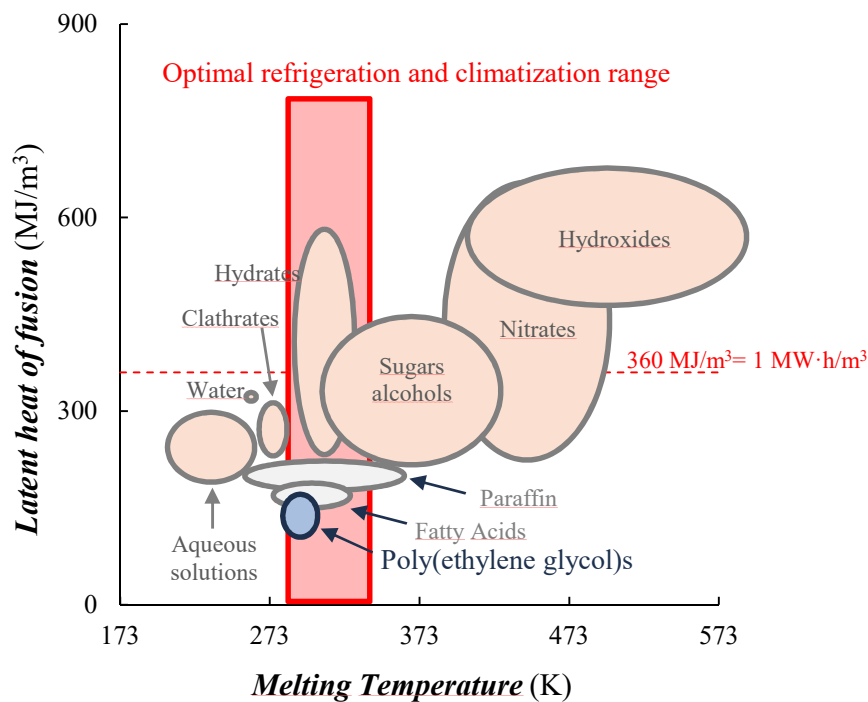 900
Optimal refrigeration and climatization range
Latent heat of fusion (MJ/m³)
600
Hydroxides
Hydrates
Clathrates
Nitrates
360 MJ/m³= 1 MW·h/m³
Sugars
alcohols
Water
300
Paraffin
Fatty Acids
Aqueous
solutions
Poly(ethylene glycol)s
0
173
273
373
473
573
Melting Temperature (K)